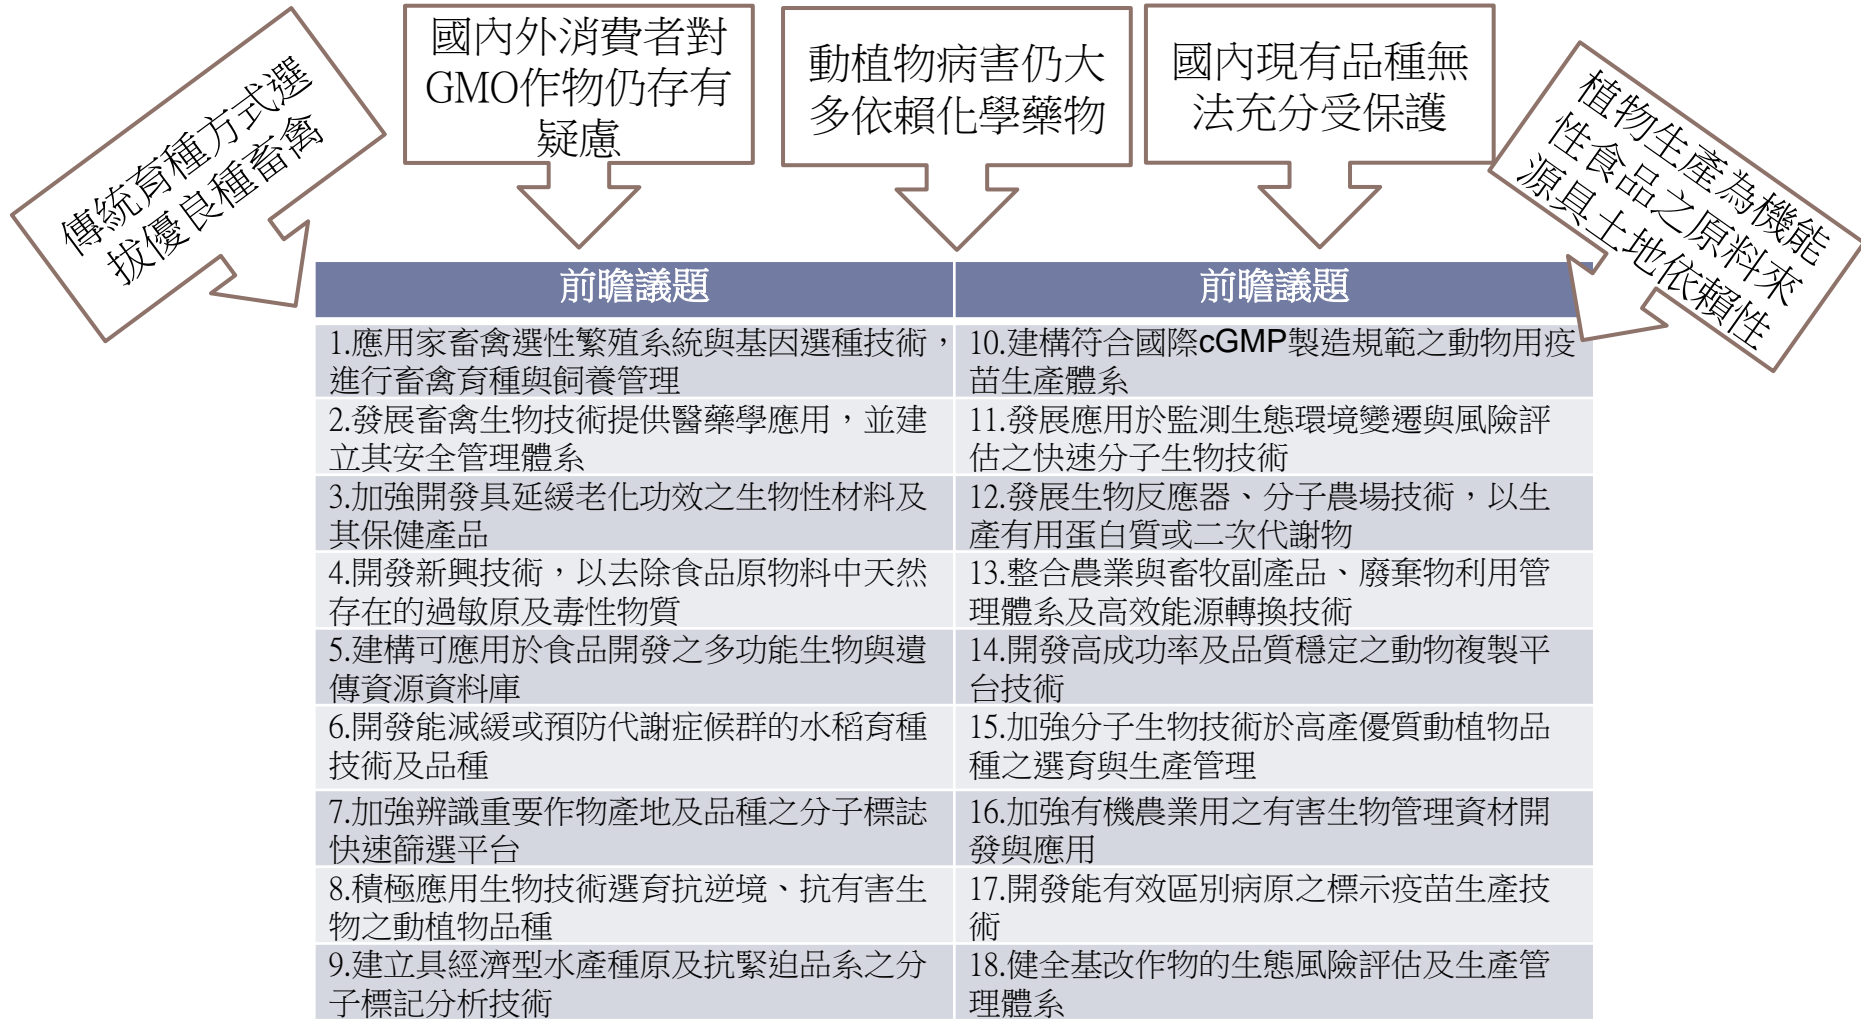 傳統育種方式選
拔優良種畜禽
國內外消費者對
GMO作物仍存有
疑慮
動植物病害仍大
多依賴化學藥物
國內現有品種無
法充分受保護
植物生產為機能
性食品之原料來
源具土地依賴性
前瞻議題
1.應用家畜禽選性繁殖系統與基因選種技術，
進行畜禽育種與飼養管理
2.發展畜禽生物技術提供醫藥學應用，並建
立其安全管理體系
3.加強開發具延緩老化功效之生物性材料及
其保健產品
4.開發新興技術，以去除食品原物料中天然
存在的過敏原及毒性物質
5.建構可應用於食品開發之多功能生物與遺
傳資源資料庫
6.開發能減緩或預防代謝症候群的水稻育種
技術及品種
7.加強辨識重要作物產地及品種之分子標誌
快速篩選平台
8.積極應用生物技術選育抗逆境、抗有害生
物之動植物品種
9.建立具經濟型水產種原及抗緊迫品系之分
子標記分析技術
前瞻議題
10.建構符合國際cGMP製造規範之動物用疫
苗生產體系
11.發展應用於監測生態環境變遷與風險評
估之快速分子生物技術
12.發展生物反應器、分子農場技術，以生
產有用蛋白質或二次代謝物
13.整合農業與畜牧副產品、廢棄物利用管
理體系及高效能源轉換技術
14.開發高成功率及品質穩定之動物複製平
台技術
15.加強分子生物技術於高產優質動植物品
種之選育與生產管理
16.加強有機農業用之有害生物管理資材開
發與應用
17.開發能有效區別病原之標示疫苗生產技
術
18.健全基改作物的生態風險評估及生產管
理體系